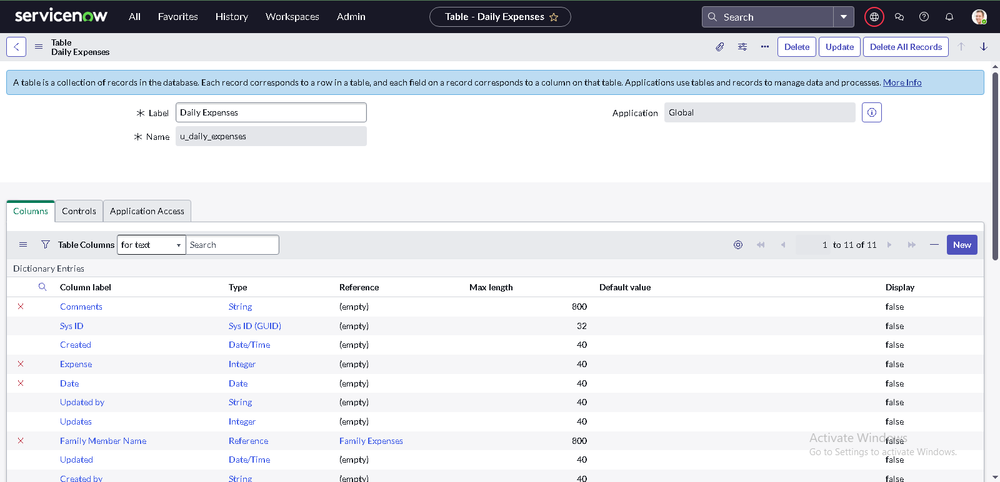 servicenow All Favorites History Workspaces Admin Table - Daily Expenses Search
Table
Daily Expenses
Delete Update Delete All Records
A table is a collection of records in the database. Each record corresponds to a row in a table, and each field on a record corresponds to a column on that table. Applications use tables and records to manage data and processes. More Info
Label Daily Expenses Application Global
Name u_daily_expenses
Columns Controls Application Access
Table Columns for text Search 1 to 11 of 11 New
Dictionary Entries
Column label Type Reference Max length Default value Display
Comments String (empty) 800 false
Sys ID Sys ID (GUID) (empty) 32 false
Created Date/Time (empty) 40 false
Expense Integer (empty) 40 false
Date Date (empty) 40 false
Updated by String (empty) 40 false
Updates Integer (empty) 40 false
Family Member Name Reference Family Expenses 800 false
Updated Date/Time (empty) 40 false
Created by String (empty) 40 false
Activate Windows
Go to Settings to activate Windows.